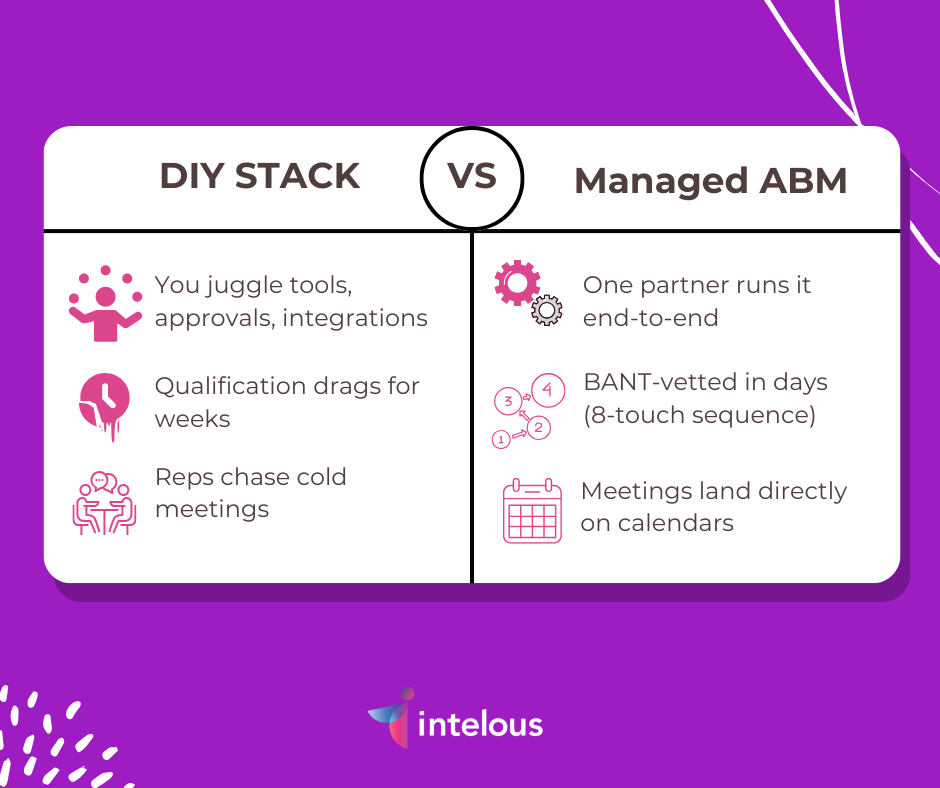 DIY STACK
VS
Managed ABM
You juggle tools,
approvals, integrations
Qualification drags for
weeks
Reps chase cold
meetings
One partner runs it
end-to-end
1
2
3
4
BANT-vetted in days
(8-touch sequence)
Meetings land directly
on calendars
intelous